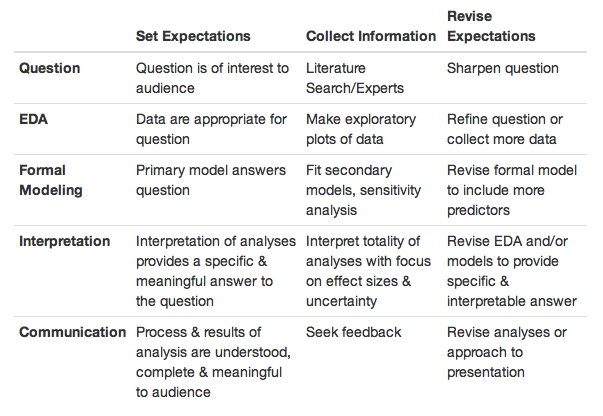 Set Expectations Collect Information Revise
Expectations
Question Question is of interest to Literature Sharpen question
audience Search/Experts
EDA Data are appropriate for Make exploratory Refine question or
question plots of data collect more data
Formal Primary model answers Fit secondary Revise formal model
Modeling question models, sensitivity to include more
analysis predictors
Interpretation Interpretation of analyses Interpret totality of Revise EDA and/or
provides a specific & analyses with focus models to provide
meaningful answer to on effect sizes & specific &
the question uncertainty interpretable answer
Communication Process & results of Seek feedback Revise analyses or
analysis are understood, approach to
complete & meaningful presentation
to audience